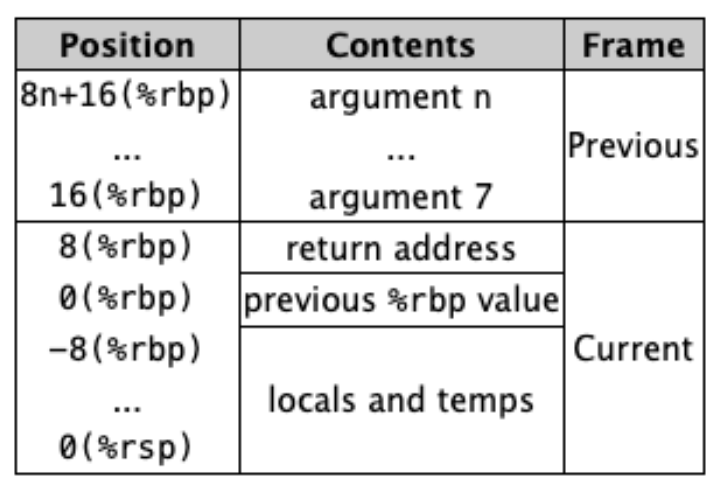 Position Contents Frame
8n+16(%rbp) argument n
... ... Previous
16(%rbp) argument 7
8(%rbp) return address
0(%rbp) previous %rbp value
-8(%rbp) Current
... locals and temps
0(%rsp)